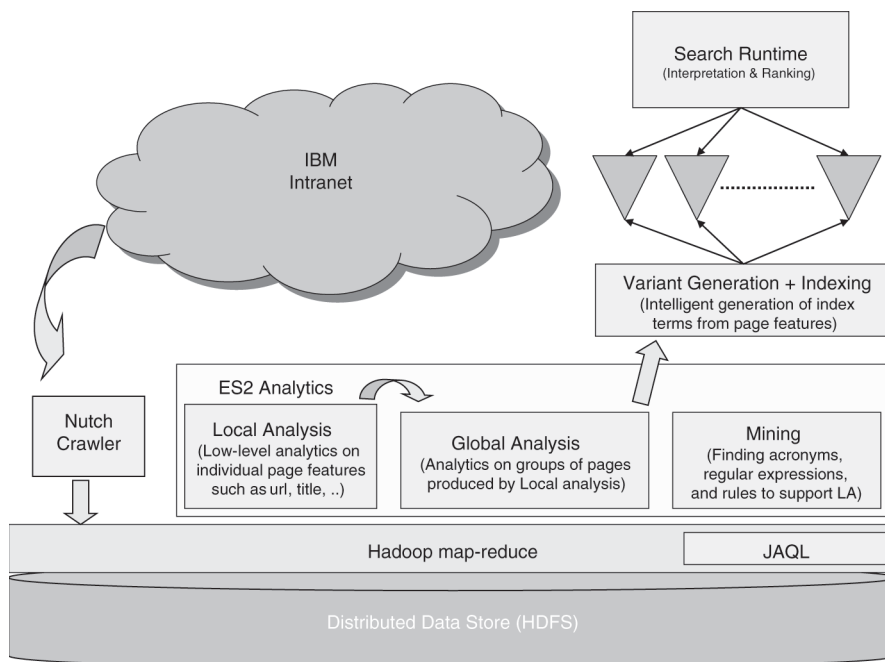 Search Runtime
(Interpretation & Ranking)
IBM
Intranet
Variant Generation + Indexing
(Intelligent generation of index
terms from page features)
ES2 Analytics
Nutch
Crawler
Local Analysis
(Low-level analytics on
individual page features
such as url, title, ..)
Global Analysis
(Analytics on groups of pages
produced by Local analysis)
Mining
(Finding acronyms,
regular expressions,
and rules to support LA)
Hadoop map-reduce
JAQL
Distributed Data Store (HDFS)